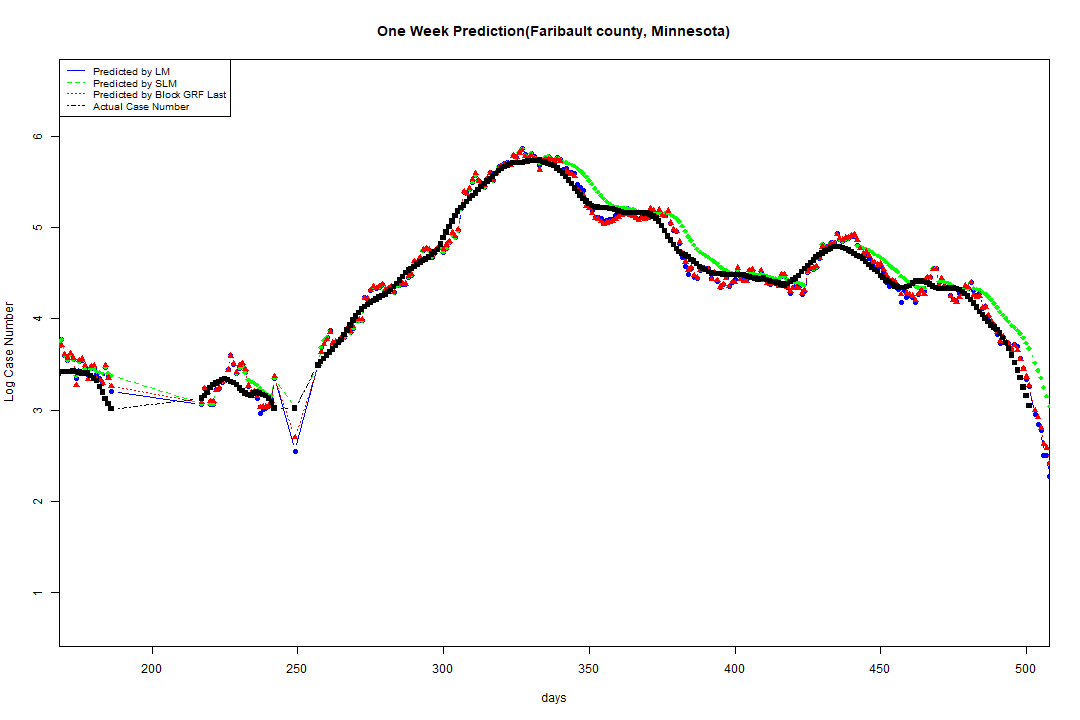 One Week Prediction(Faribault county, Minnesota)
Predicted by LM
Predicted by SLM
Predicted by Block GRF Last
Actual Case Number
Log Case Number
6
5
4
3
2
1
200 250 300 350 400 450 500
days